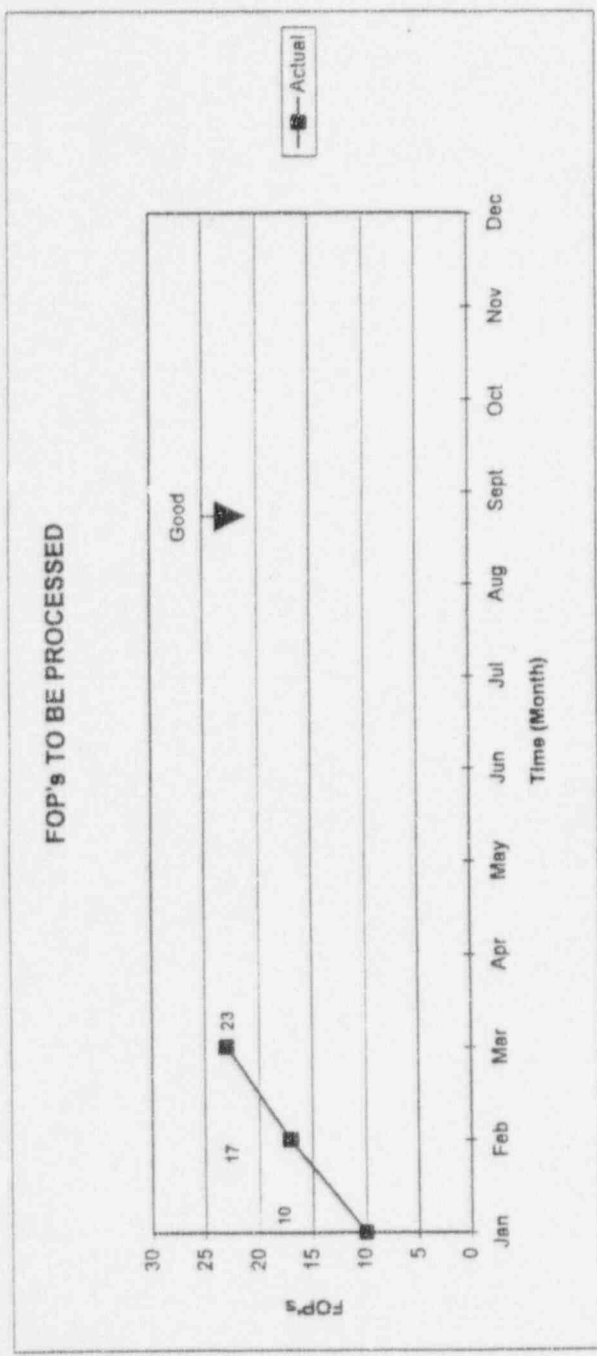 FOP's TO BE PROCESSED
Good
Actual
30
25
20
15
10
5
0
FOP's
10
17
23
Jan
Feb
Mar
Apr
May
Jun
Jul
Aug
Sept
Oct
Nov
Dec
Time (Month)